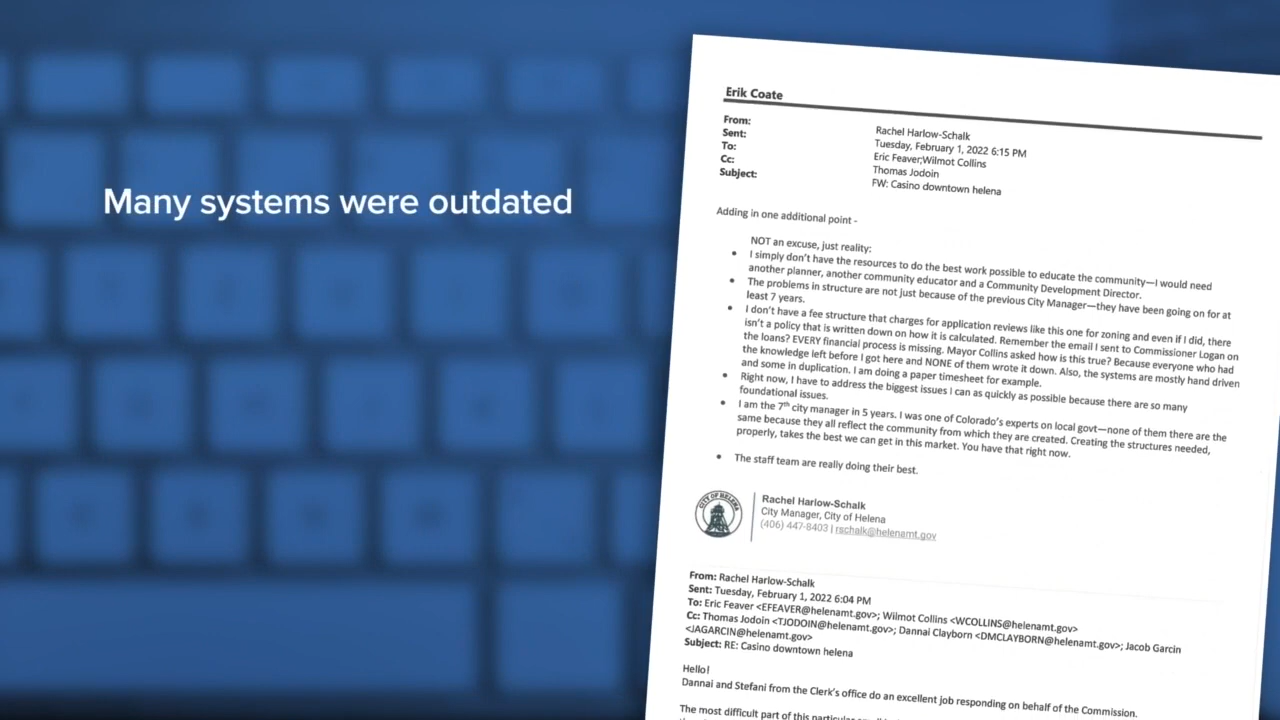 Many systems were outdated
Erik Coate
From: Rachel Harlow-Schalk
Sent: Tuesday, February 1, 2022 6:15 PM
To: Eric Feaver;Wilmot Collins
Cc: Thomas Jodoin
Subject: FW: Casino downtown helena
Adding in one additional point -
NOT an excuse, just reality:
• I simply don't have the resources to do the best work possible to educate the community—I would need
another planner, another community educator and a Community Development Director.
• The problems in structure are not just because of the previous City Manager—they have been going on for at
least 7 years.
• I don't have a fee structure that charges for application reviews like this one for zoning and even if I did, there
isn't a policy that is written down on how it is calculated. Remember the email I sent to Commissioner Logan on
the loans? EVERY financial process is missing. Mayor Collins asked how is this true? Because everyone who had
the knowledge left before I got here and NONE of them wrote it down. Also, the systems are mostly hand driven
and some in duplication. I am doing a paper timesheet for example.
• Right now, I have to address the biggest issues I can as quickly as possible because there are so many
foundational issues.
• I am the 7th city manager in 5 years. I was one of Colorado's experts on local govt—none of them there are the
same because they all reflect the community from which they are created. Creating the structures needed,
properly, takes the best we can get in this market. You have that right now.
• The staff team are really doing their best.
CITY OF HELENA
Rachel Harlow-Schalk
City Manager, City of Helena
(406) 447-8403 | rschalk@helenamt.gov
From: Rachel Harlow-Schalk
Sent: Tuesday, February 1, 2022 6:04 PM
To: Eric Feaver <EFEAVER@helenamt.gov>; Wilmot Collins <WCOLLINS@helenamt.gov>
Cc: Thomas Jodoin <TJODOIN@helenamt.gov>; Dannai Clayborn <DMCLAYBORN@helenamt.gov>; Jacob Garcin
<JAGARCIN@helenamt.gov>
Subject: RE: Casino downtown helena
Hello!
Dannai and Stefani from the Clerk's office do an excellent job responding on behalf of the Commission.
The most difficult part of this particular